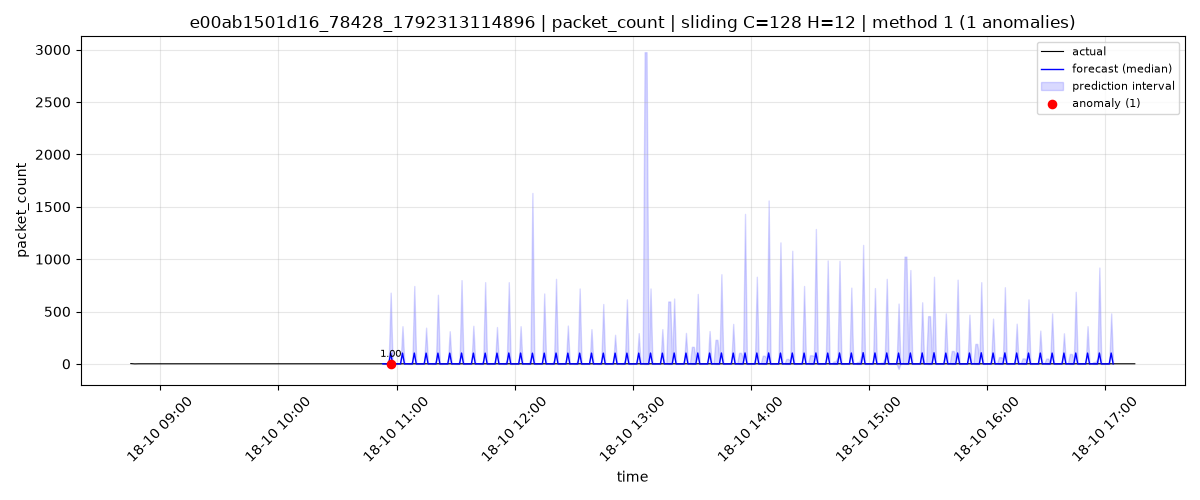 e00ab1501d16_78428_1792313114896 | packet_count | sliding C=128 H=12 | method 1 (1 anomalies)
packet_count
3000
2500
2000
1500
1000
500
0
actual
forecast (median)
prediction interval
anomaly (1)
1.00
18-10 09:00
18-10 10:00
18-10 11:00
18-10 12:00
18-10 13:00
18-10 14:00
18-10 15:00
18-10 16:00
18-10 17:00
time